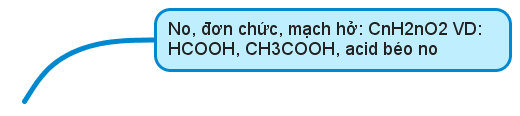 No, đơn chức, mạch hở: CnH2nO2 VD:
HCOOH, CH3COOH, acid béo no